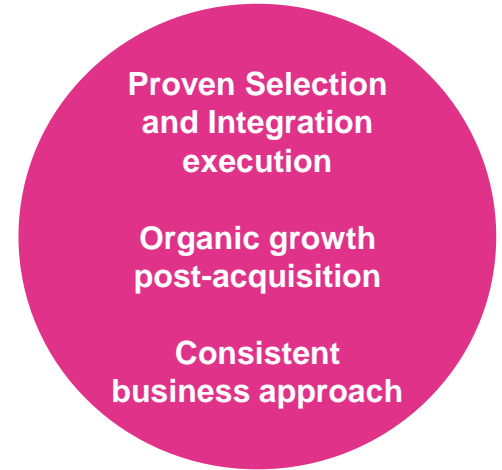 Proven Selection
and Integration
execution
Organic growth
post-acquisition
Consistent
business approach